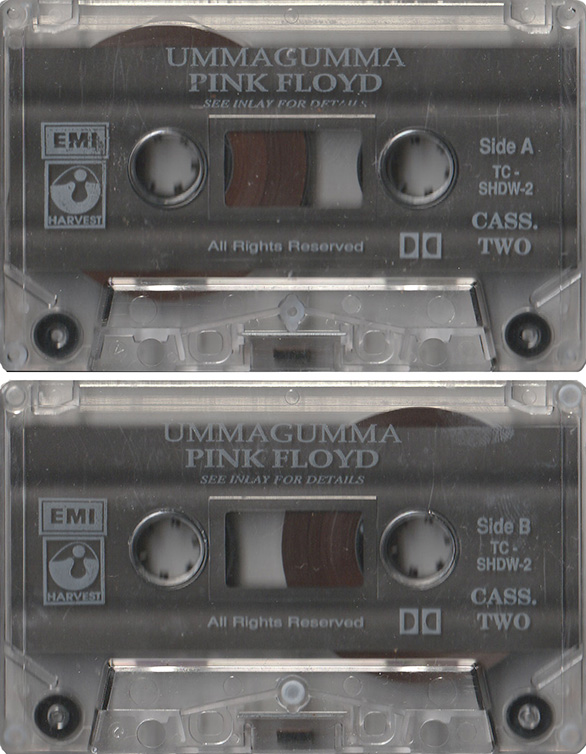 UMMAGUMMA
PINK FLOYD
SEE INLAY FOR DETAILS
EMI
HARVEST
Side A
TC -
SHDW-2
CASS.
TWO
All Rights Reserved
UMMAGUMMA
PINK FLOYD
SEE INLAY FOR DETAILS
EMI
HARVEST
Side B
TC -
SHDW-2
CASS.
TWO
All Rights Reserved